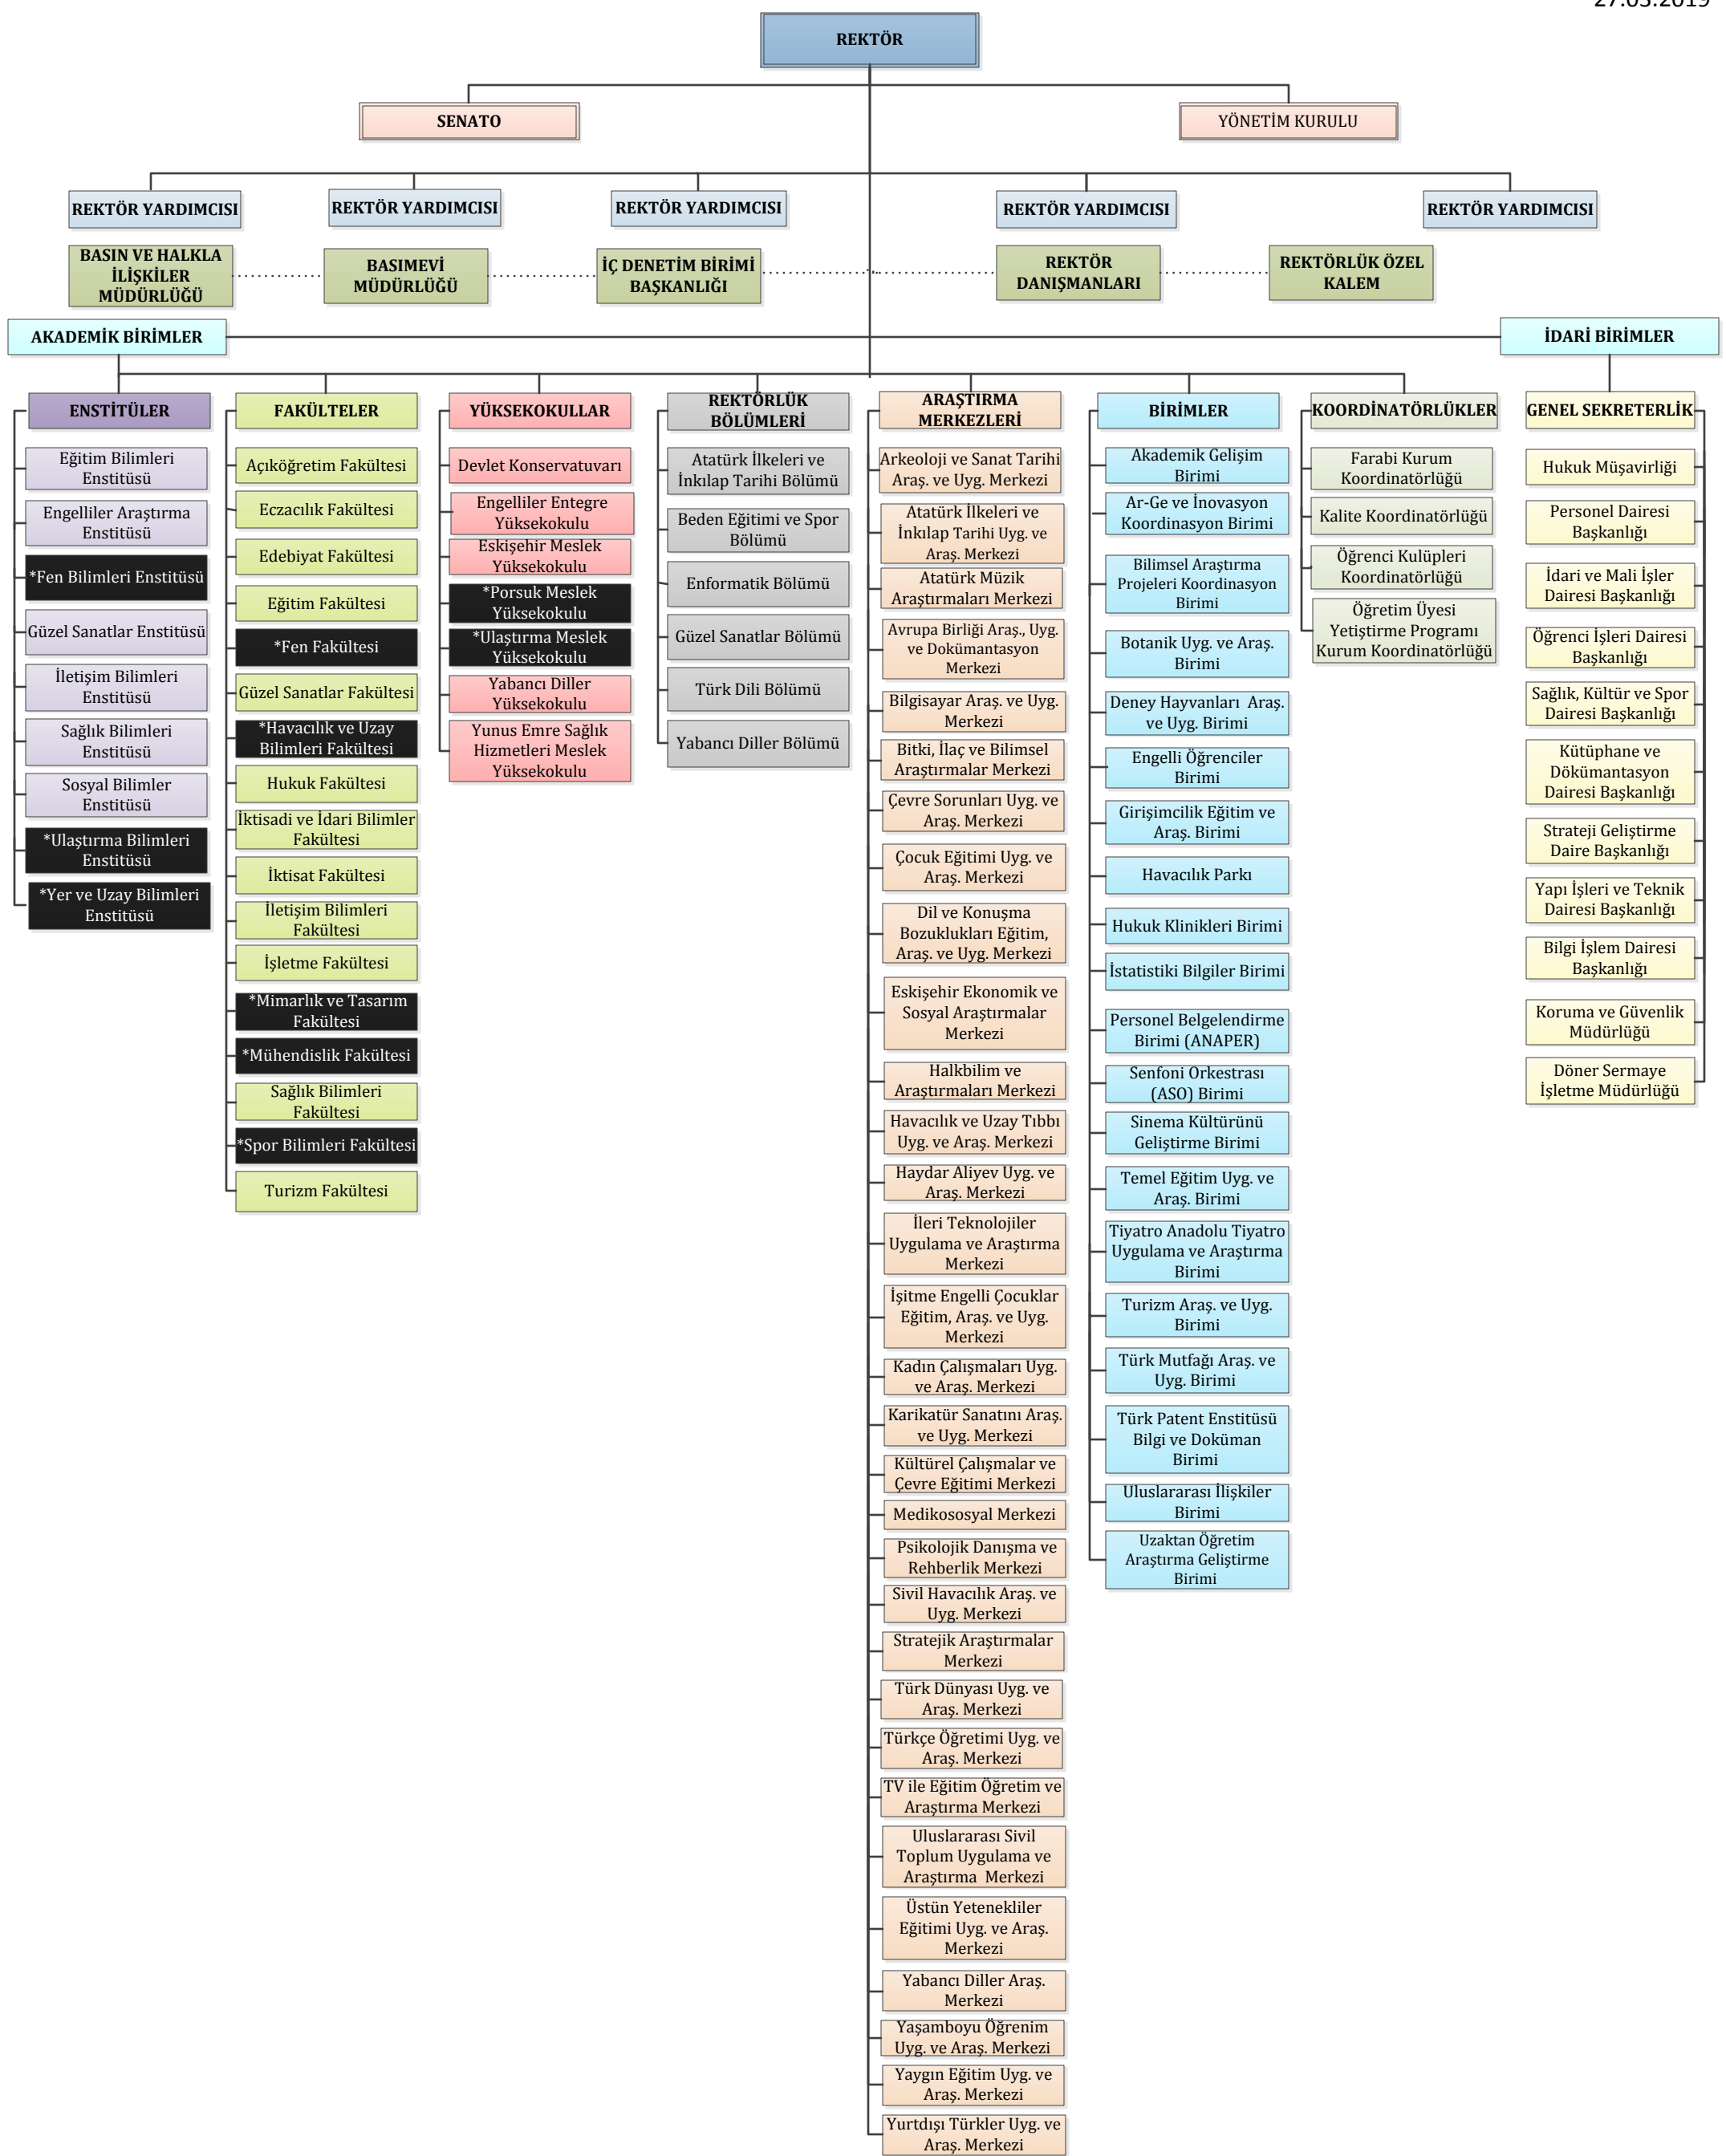 27.03.2019
REKTÖR
SENATO
YÖNETİM KURULU
REKTÖR YARDIMCISI
REKTÖR YARDIMCISI
REKTÖR YARDIMCISI
REKTÖR YARDIMCISI
REKTÖR YARDIMCISI
BASIN VE HALKLA
İLİŞKİLER
MÜDÜRLÜĞÜ
BASIMEVİ
MÜDÜRLÜĞÜ
İÇ DENETİM BİRİMİ
BAŞKANLIĞI
REKTÖR
DANIŞMANLARI
REKTÖRLÜK ÖZEL
KALEM
AKADEMİK BİRİMLER
İDARİ BİRİMLER
ENSTİTÜLER
Eğitim Bilimleri
Enstitüsü
Engelliler Araştırma
Enstitüsü
*Fen Bilimleri Enstitüsü
Güzel Sanatlar Enstitüsü
İletişim Bilimleri
Enstitüsü
Sağlık Bilimleri
Enstitüsü
Sosyal Bilimler
Enstitüsü
*Ulaştırma Bilimleri
Enstitüsü
*Yer ve Uzay Bilimleri
Enstitüsü
FAKÜLTELER
Açıköğretim Fakültesi
Eczacılık Fakültesi
Edebiyat Fakültesi
Eğitim Fakültesi
*Fen Fakültesi
Güzel Sanatlar Fakültesi
*Havacılık ve Uzay
Bilimleri Fakültesi
Hukuk Fakültesi
İktisadi ve İdari Bilimler
Fakültesi
İktisat Fakültesi
İletişim Bilimleri
Fakültesi
İşletme Fakültesi
*Mimarlık ve Tasarım
Fakültesi
*Mühendislik Fakültesi
Sağlık Bilimleri
Fakültesi
*Spor Bilimleri Fakültesi
Turizm Fakültesi
YÜKSEKOKULLAR
Devlet Konservatuvarı
Engelliler Entegre
Yüksekokulu
Eskişehir Meslek
Yüksekokulu
*Porsuk Meslek
Yüksekokulu
*Ulaştırma Meslek
Yüksekokulu
Yabancı Diller
Yüksekokulu
Yunus Emre Sağlık
Hizmetleri Meslek
Yüksekokulu
REKTÖRLÜK
BÖLÜMLERİ
Atatürk İlkeleri ve
İnkılap Tarihi Bölümü
Beden Eğitimi ve Spor
Bölümü
Enformatik Bölümü
Güzel Sanatlar Bölümü
Türk Dili Bölümü
Yabancı Diller Bölümü
ARAŞTIRMA
MERKEZLERİ
Arkeoloji ve Sanat Tarihi
Araş. ve Uyg. Merkezi
Atatürk İlkeleri ve
İnkılap Tarihi Uyg. ve
Araş. Merkezi
Atatürk Müzik
Araştırmaları Merkezi
Avrupa Birliği Araş., Uyg.
ve Dokümantasyon
Merkezi
Bilgisayar Araş. ve Uyg.
Merkezi
Bitki, İlaç ve Bilimsel
Araştırmalar Merkezi
Çevre Sorunları Uyg. ve
Araş. Merkezi
Çocuk Eğitimi Uyg. ve
Araş. Merkezi
Dil ve Konuşma
Bozuklukları Eğitim,
Araş. ve Uyg. Merkezi
Eskişehir Ekonomik ve
Sosyal Araştırmalar
Merkezi
Halkbilim ve
Araştırmaları Merkezi
Havacılık ve Uzay Tıbbı
Uyg. ve Araş. Merkezi
Haydar Aliyev Uyg. ve
Araş. Merkezi
İleri Teknolojiler
Uygulama ve Araştırma
Merkezi
İşitme Engelli Çocuklar
Eğitim, Araş. ve Uyg.
Merkezi
Kadın Çalışmaları Uyg.
ve Araş. Merkezi
Karikatür Sanatını Araş.
ve Uyg. Merkezi
Kültürel Çalışmalar ve
Çevre Eğitimi Merkezi
Medikososyal Merkezi
Psikolojik Danışma ve
Rehberlik Merkezi
Sivil Havacılık Araş. ve
Uyg. Merkezi
Stratejik Araştırmalar
Merkezi
Türk Dünyası Uyg. ve
Araş. Merkezi
Türkçe Öğretimi Uyg. ve
Araş. Merkezi
TV ile Eğitim Öğretim ve
Araştırma Merkezi
Uluslararası Sivil
Toplum Uygulama ve
Araştırma Merkezi
Üstün Yetenekliler
Eğitimi Uyg. ve Araş.
Merkezi
Yabancı Diller Araş.
Merkezi
Yaşamboyu Öğrenim
Uyg. ve Araş. Merkezi
Yaygın Eğitim Uyg. ve
Araş. Merkezi
Yurtdışı Türkler Uyg. ve
Araş. Merkezi
BİRİMLER
Akademik Gelişim
Birimi
Ar-Ge ve İnovasyon
Koordinasyon Birimi
Bilimsel Araştırma
Projeleri Koordinasyon
Birimi
Botanik Uyg. ve Araş.
Birimi
Deney Hayvanları Araş.
ve Uyg. Birimi
Engelli Öğrenciler
Birimi
Girişimcilik Eğitim ve
Araş. Birimi
Havacılık Parkı
Hukuk Klinikleri Birimi
İstatistiki Bilgiler Birimi
Personel Belgelendirme
Birimi (ANAPER)
Senfoni Orkestrası
(ASO) Birimi
Sinema Kültürünü
Geliştirme Birimi
Temel Eğitim Uyg. ve
Araş. Birimi
Tiyatro Anadolu Tiyatro
Uygulama ve Araştırma
Birimi
Turizm Araş. ve Uyg.
Birimi
Türk Mutfağı Araş. ve
Uyg. Birimi
Türk Patent Enstitüsü
Bilgi ve Doküman
Birimi
Uluslararası İlişkiler
Birimi
Uzaktan Öğretim
Araştırma Geliştirme
Birimi
KOORDİNATÖRLÜKLER
Farabi Kurum
Koordinatörlüğü
Kalite Koordinatörlüğü
Öğrenci Kulüpleri
Koordinatörlüğü
Öğretim Üyesi
Yetiştirme Programı
Kurum Koordinatörlüğü
GENEL SEKRETERLİK
Hukuk Müşavirliği
Personel Dairesi
Başkanlığı
İdari ve Mali İşler
Dairesi Başkanlığı
Öğrenci İşleri Dairesi
Başkanlığı
Sağlık, Kültür ve Spor
Dairesi Başkanlığı
Kütüphane ve
Dökümantasyon
Dairesi Başkanlığı
Strateji Geliştirme
Daire Başkanlığı
Yapı İşleri ve Teknik
Dairesi Başkanlığı
Bilgi İşlem Dairesi
Başkanlığı
Koruma ve Güvenlik
Müdürlüğü
Döner Sermaye
İşletme Müdürlüğü